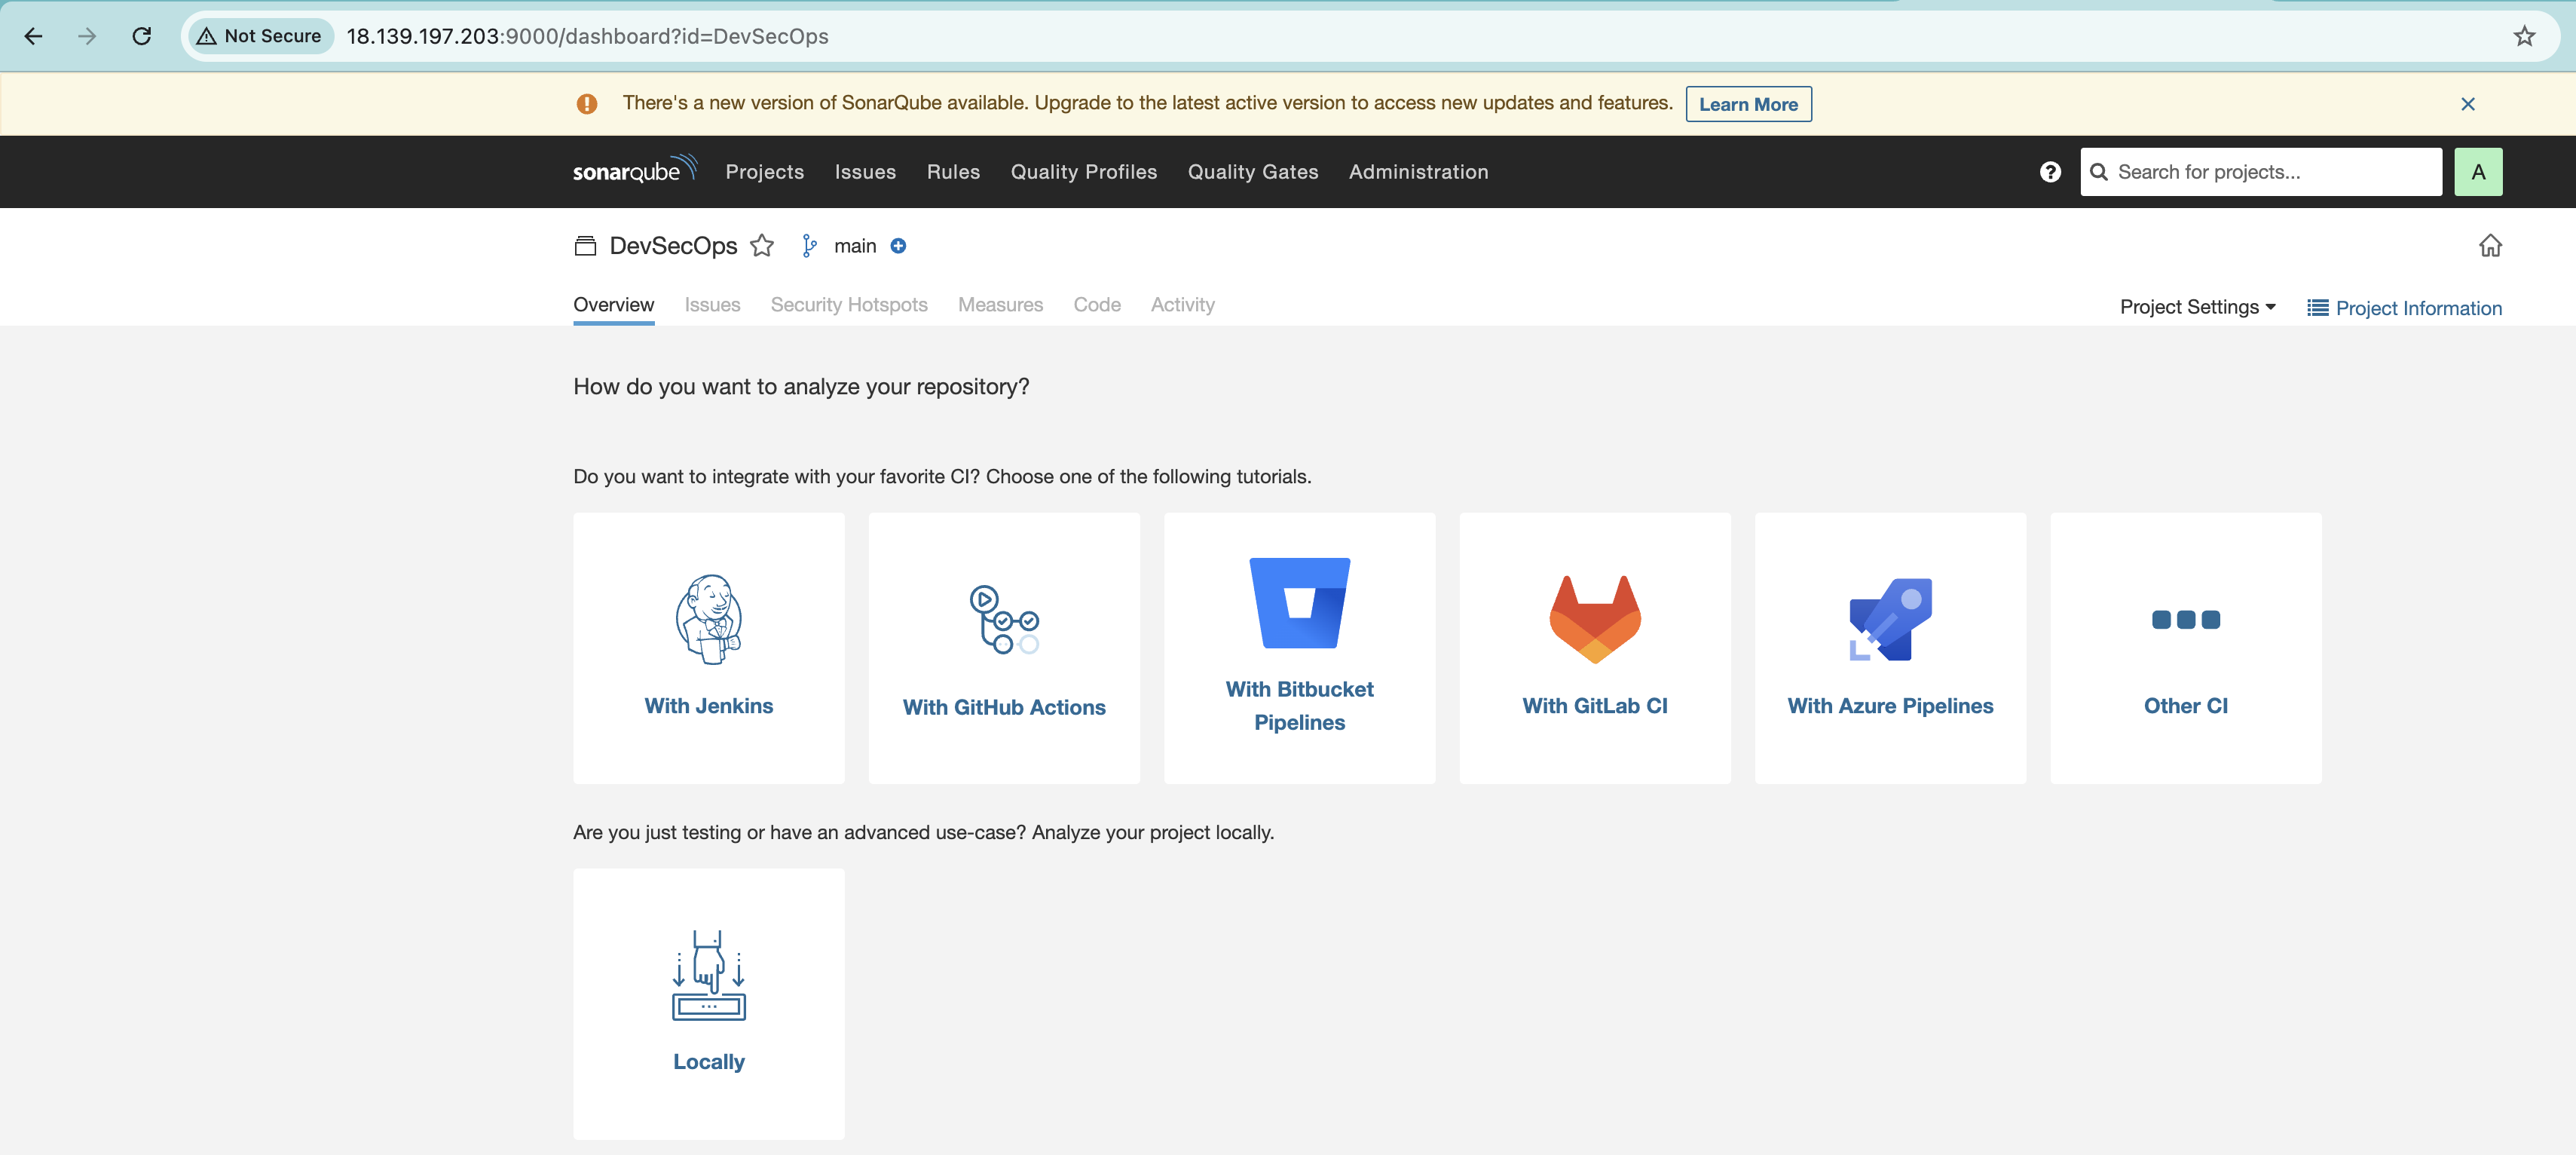 Not Secure 18.139.197.203:9000/dashboard?id=DevSecOps
There's a new version of SonarQube available. Upgrade to the latest active version to access new updates and features. Learn More
sonarqube Projects Issues Rules Quality Profiles Quality Gates Administration Search for projects... A
DevSecOps main
Overview Issues Security Hotspots Measures Code Activity Project Settings Project Information
How do you want to analyze your repository?
Do you want to integrate with your favorite CI? Choose one of the following tutorials.
With Jenkins
With GitHub Actions
With Bitbucket
Pipelines
With GitLab CI
With Azure Pipelines
Other CI
Are you just testing or have an advanced use-case? Analyze your project locally.
Locally